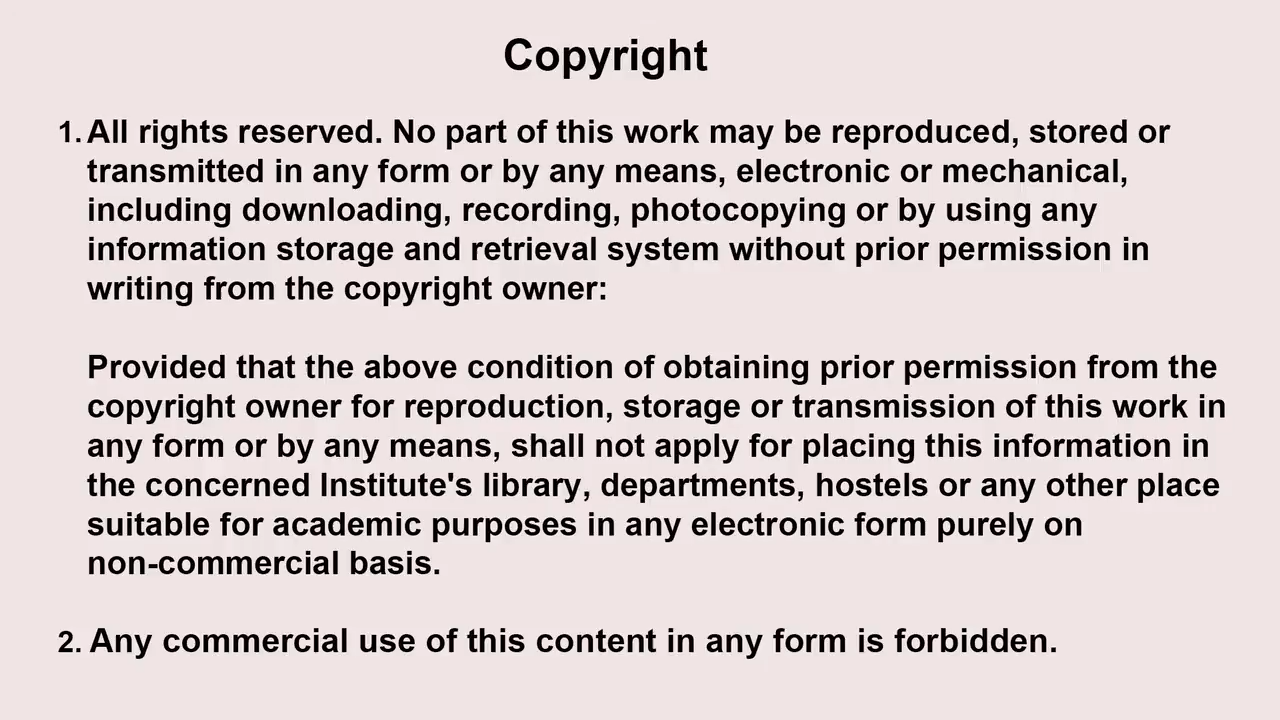 Copyright
1. All rights reserved. No part of this work may be reproduced, stored or
transmitted in any form or by any means, electronic or mechanical,
including downloading, recording, photocopying or by using any
information storage and retrieval system without prior permission in
writing from the copyright owner:
Provided that the above condition of obtaining prior permission from the
copyright owner for reproduction, storage or transmission of this work in
any form or by any means, shall not apply for placing this information in
the concerned Institute's library, departments, hostels or any other place
suitable for academic purposes in any electronic form purely on
non-commercial basis.
2. Any commercial use of this content in any form is forbidden.